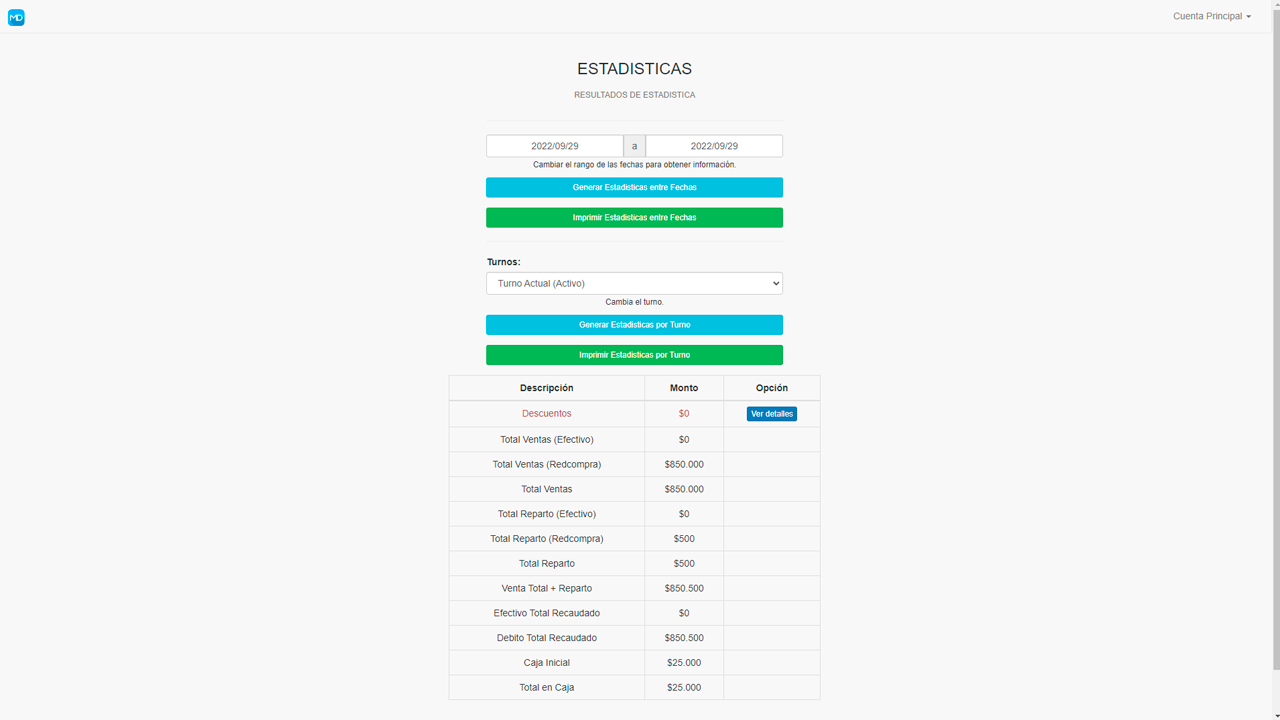 MD
Cuenta Principal
ESTADISTICAS
RESULTADOS DE ESTADISTICA
2022/09/29 a 2022/09/29
Cambiar el rango de las fechas para obtener información.
Generar Estadisticas entre Fechas
Imprimir Estadisticas entre Fechas
Turnos:
Turno Actual (Activo)
Cambia el turno.
Generar Estadisticas por Turno
Imprimir Estadisticas por Turno
Descripción Monto Opción
Descuentos $0 Ver detalles
Total Ventas (Efectivo) $0
Total Ventas (Redcompra) $850.000
Total Ventas $850.000
Total Reparto (Efectivo) $0
Total Reparto (Redcompra) $500
Total Reparto $500
Venta Total + Reparto $850.500
Efectivo Total Recaudado $0
Debito Total Recaudado $850.500
Caja Inicial $25.000
Total en Caja $25.000